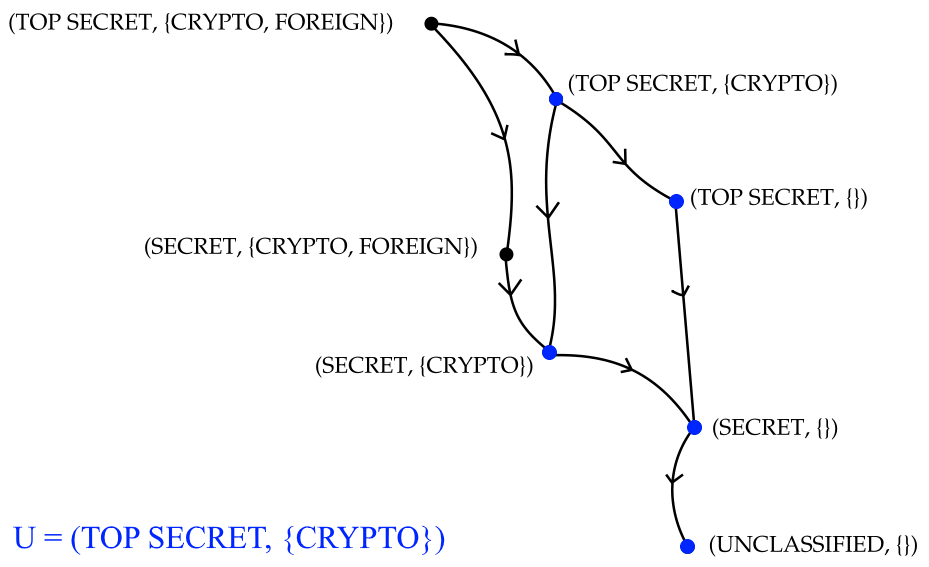 (TOP SECRET, {CRYPTO, FOREIGN})
(TOP SECRET, {CRYPTO})
(TOP SECRET, {})
(SECRET, {CRYPTO, FOREIGN})
(SECRET, {CRYPTO})
(SECRET, {})
U = (TOP SECRET, {CRYPTO})
(UNCLASSIFIED, {})